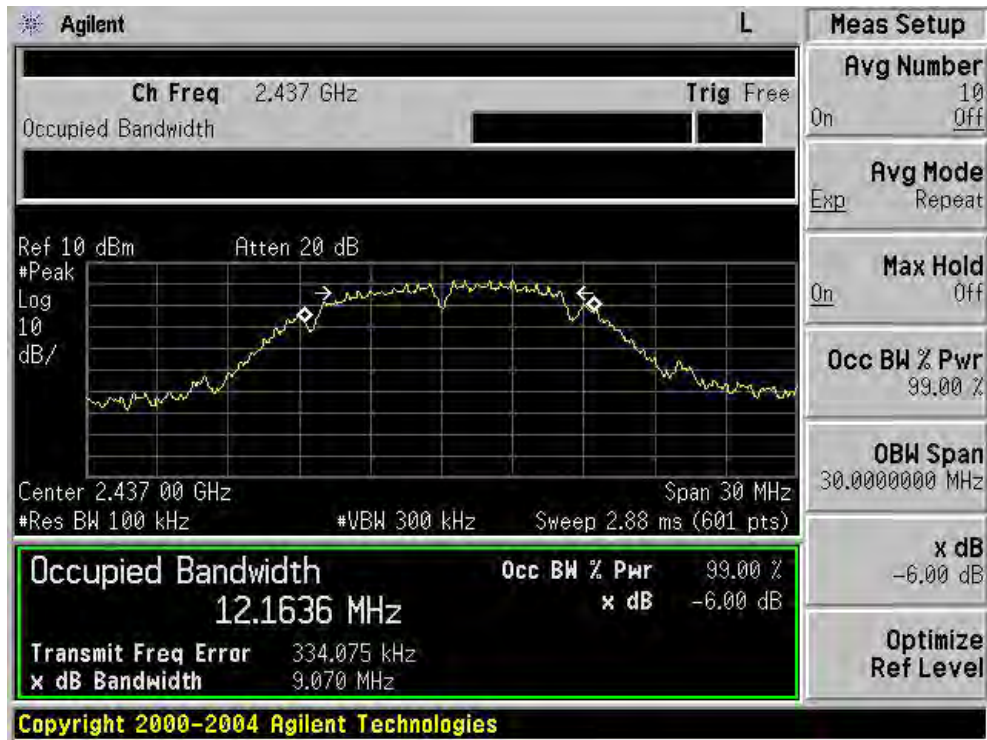 Agilent L
Ch Freq 2.437 GHz Trig Free
Occupied Bandwidth
Ref 10 dBm Atten 20 dB
#Peak
Log
10
dB/
Center 2.437 00 GHz Span 30 MHz
#Res BW 100 kHz #VBW 300 kHz Sweep 2.88 ms (601 pts)
Occupied Bandwidth Occ BW % Pwr 99.00 %
12.1636 MHz x dB -6.00 dB
Transmit Freq Error 334.075 kHz
x dB Bandwidth 9.070 MHz
Copyright 2000-2004 Agilent Technologies
Meas Setup
Avg Number
10
On Off
Avg Mode
Exp Repeat
Max Hold
On Off
Occ BW % Pwr
99.00 %
OBW Span
30.0000000 MHz
x dB
-6.00 dB
Optimize
Ref Level